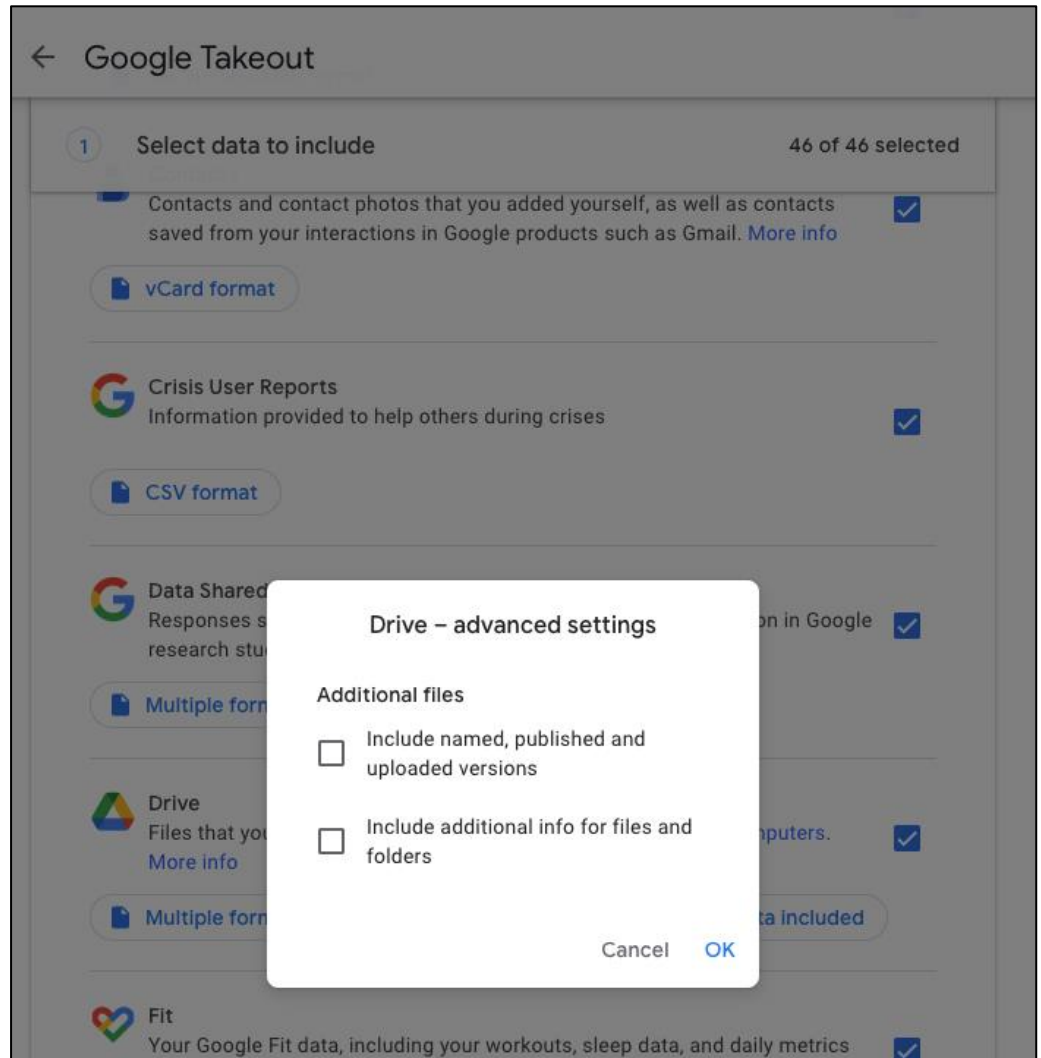 Google Takeout
1 Select data to include 46 of 46 selected
Contacts and contact photos that you added yourself, as well as contacts
saved from your interactions in Google products such as Gmail. More info
vCard format
Crisis User Reports
Information provided to help others during crises
CSV format
Data Shared
Responses on in Google
research
Multiple
Drive
Files that you
More info
Multiple included
Drive – advanced settings
Additional files
Include named, published and
uploaded versions
Include additional info for files and
folders
Cancel OK
Fit
Your Google Fit data, including your workouts, sleep data, and daily metrics